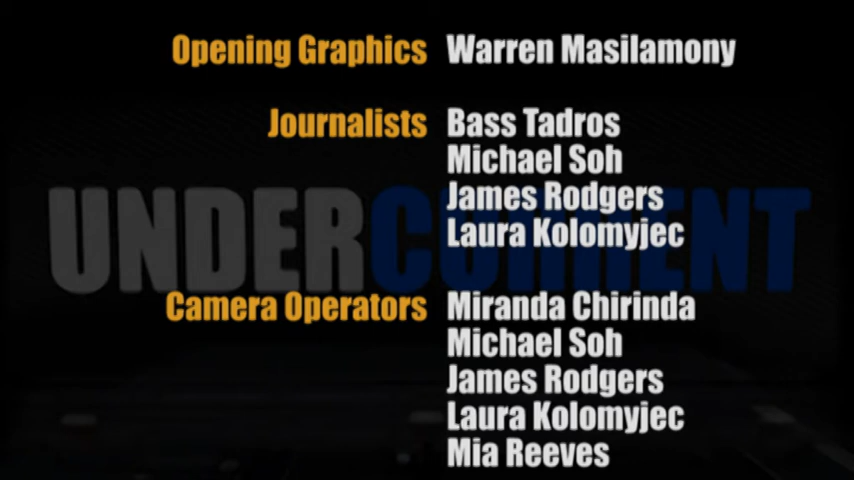 Opening Graphics Warren Masilamony
Journalists Bass Tadros
Michael Soh
James Rodgers
Laura Kolomyjec
UNDERCURRENT
Camera Operators Miranda Chirinda
Michael Soh
James Rodgers
Laura Kolomyjec
Mia Reeves